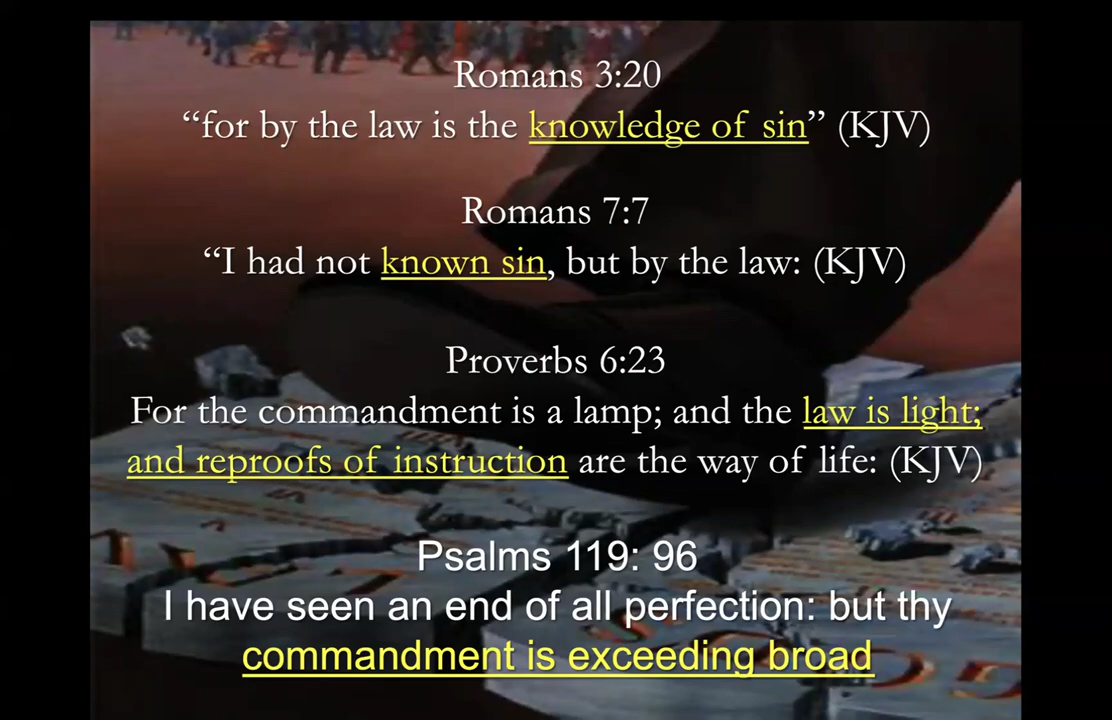 Romans 3:20
“for by the law is the knowledge of sin” (KJV)
Romans 7:7
“I had not known sin, but by the law: (KJV)
Proverbs 6:23
For the commandment is a lamp; and the law is light;
and reproofs of instruction are the way of life: (KJV)
Psalms 119: 96
I have seen an end of all perfection: but thy
commandment is exceeding broad